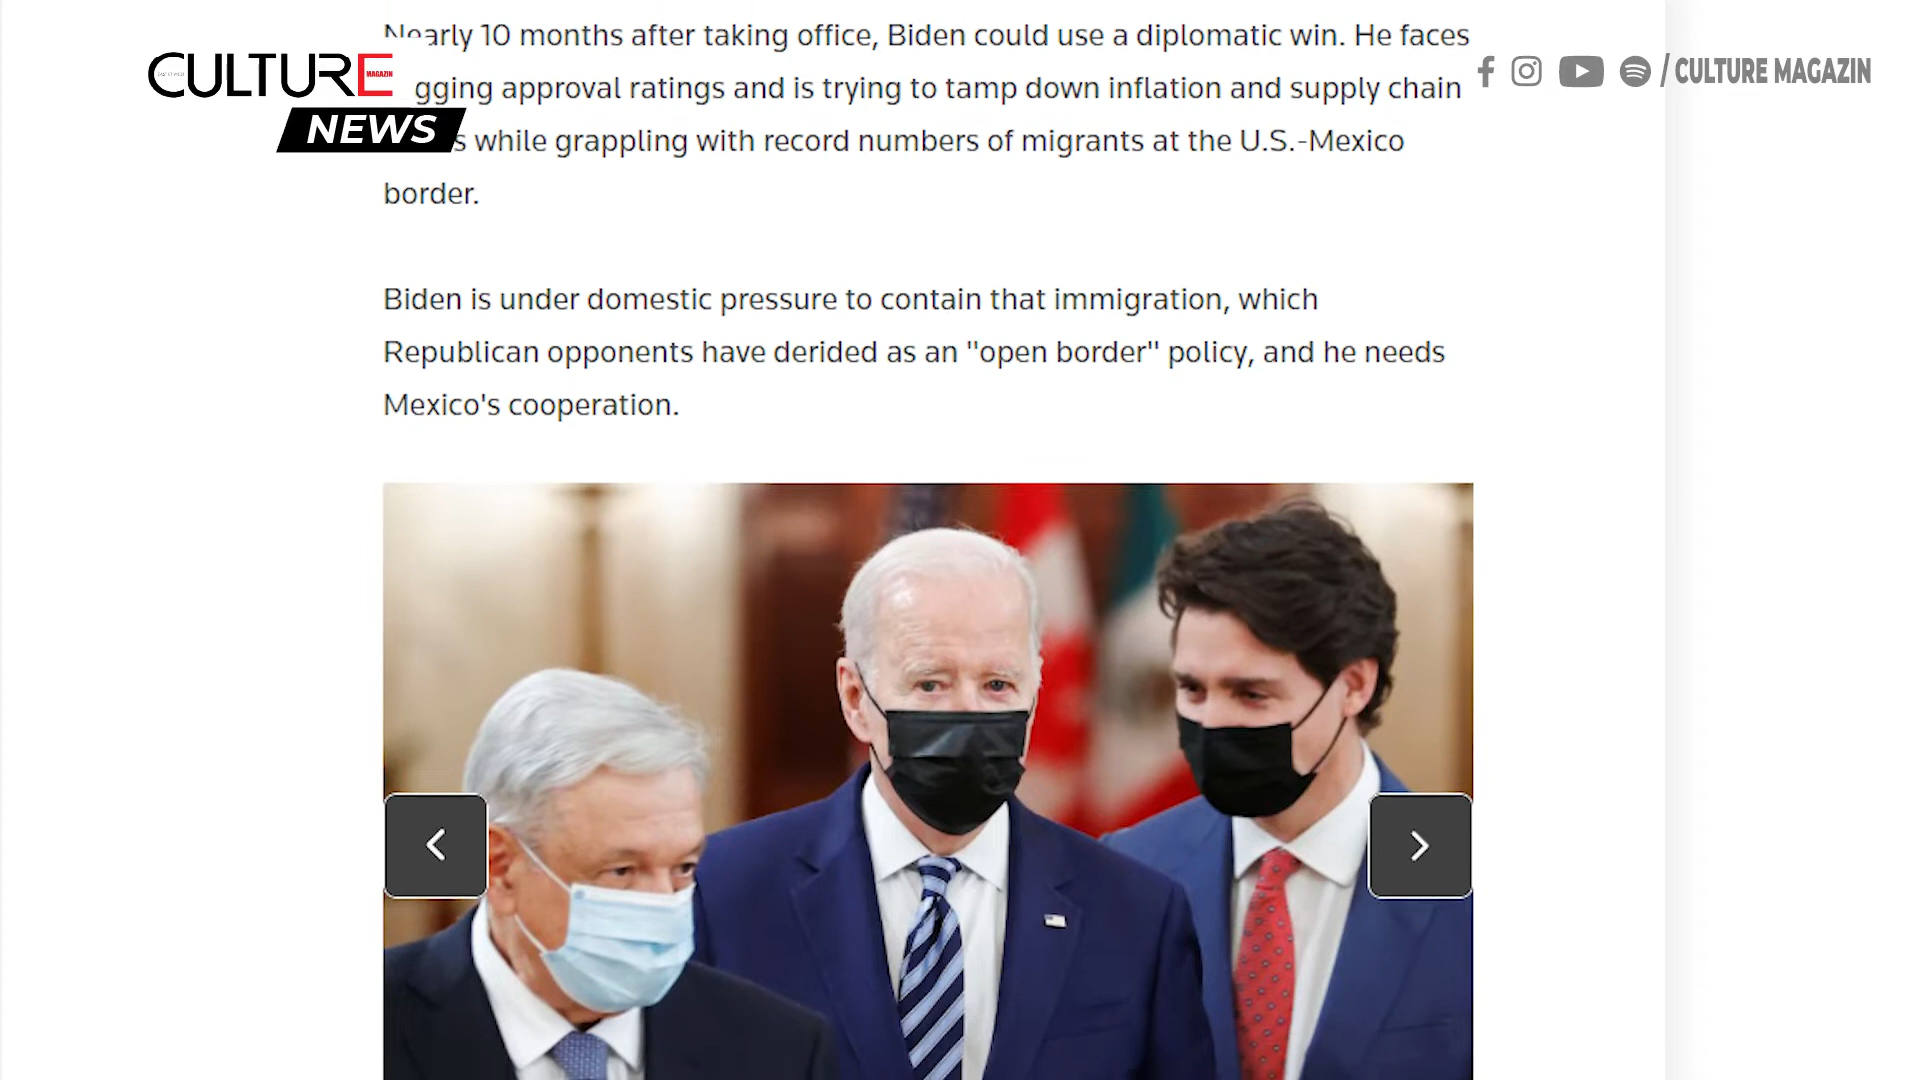 Nearly 10 months after taking office, Biden could use a diplomatic win. He faces
gging approval ratings and is trying to tamp down inflation and supply chain
s while grappling with record numbers of migrants at the U.S.-Mexico
border.
Biden is under domestic pressure to contain that immigration, which
Republican opponents have derided as an "open border" policy, and he needs
Mexico's cooperation.
CULTURE
MAGAZIN
NEWS
/ CULTURE MAGAZIN